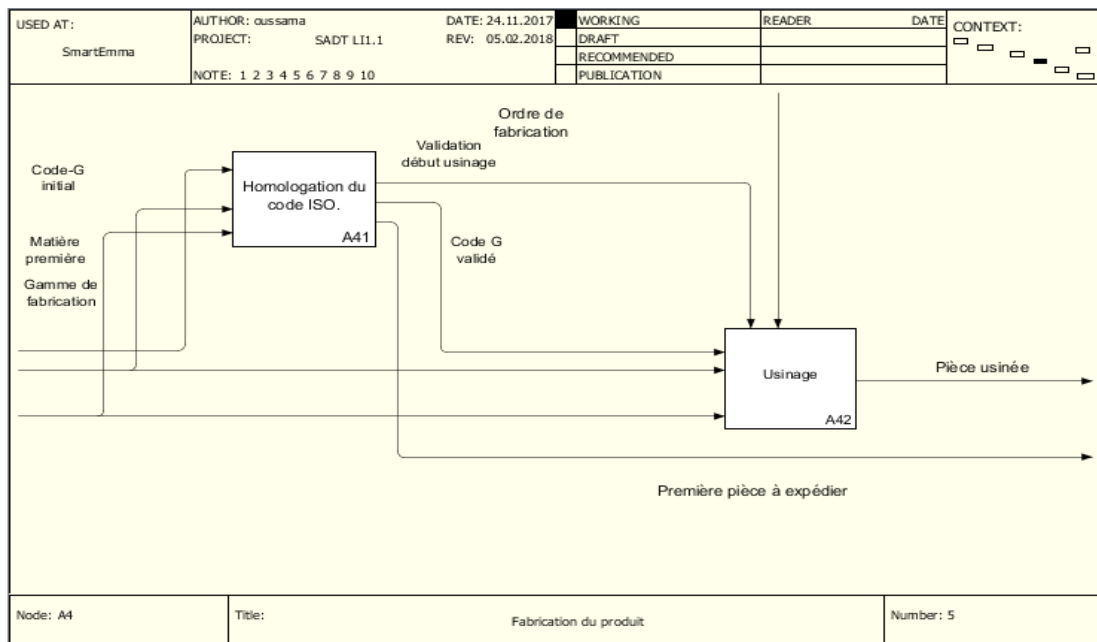 USED AT:
SmartEmma
AUTHOR: oussama
DATE: 24.11.2017
PROJECT: SADT LI1.1
REV: 05.02.2018
NOTE: 1 2 3 4 5 6 7 8 9 10
WORKING
DRAFT
RECOMMENDED
PUBLICATION
READER DATE
CONTEXT:
Ordre de
fabrication
Validation
début usinage
Code-G
initial
Homologation du
code ISO.
A41
Matière
première
Code G
validé
Gamme de
fabrication
Usinage
A42
Pièce usinée
Première pièce à expédier
Node: A4
Title:
Fabrication du produit
Number: 5